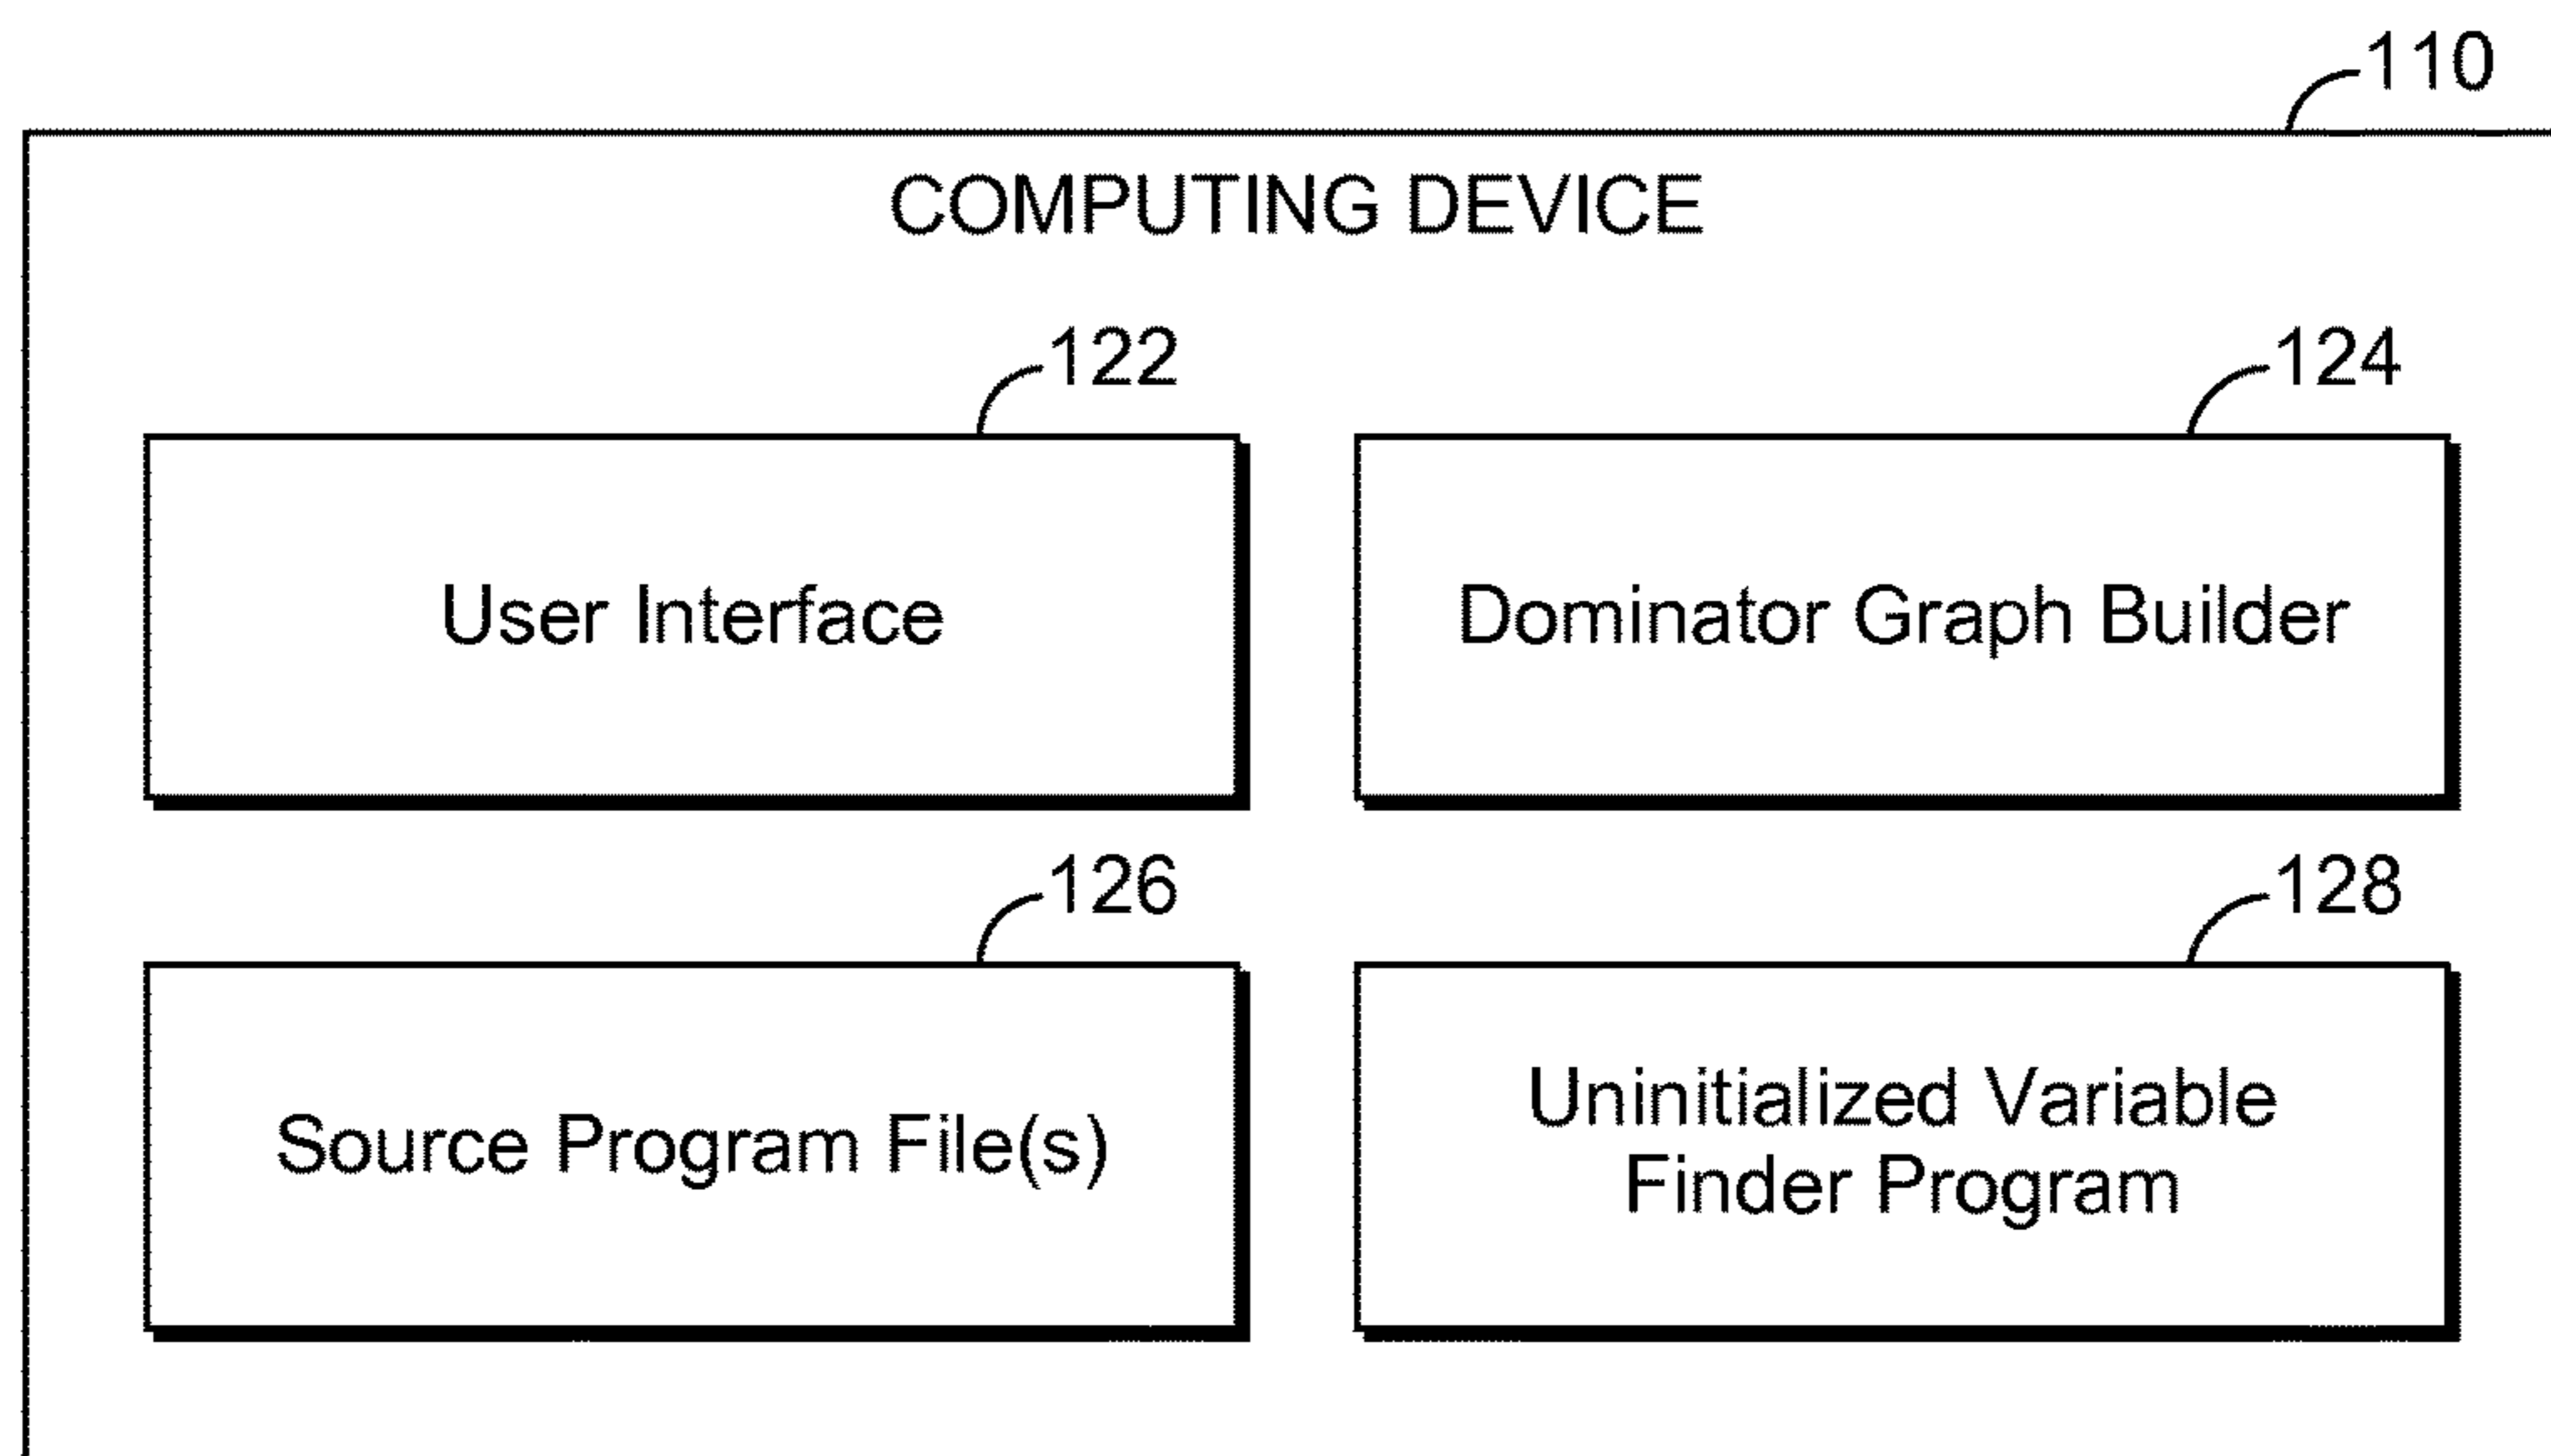 110
COMPUTING DEVICE
122
124
User Interface
Dominator Graph Builder
126
128
Source Program File(s)
Uninitialized Variable
Finder Program